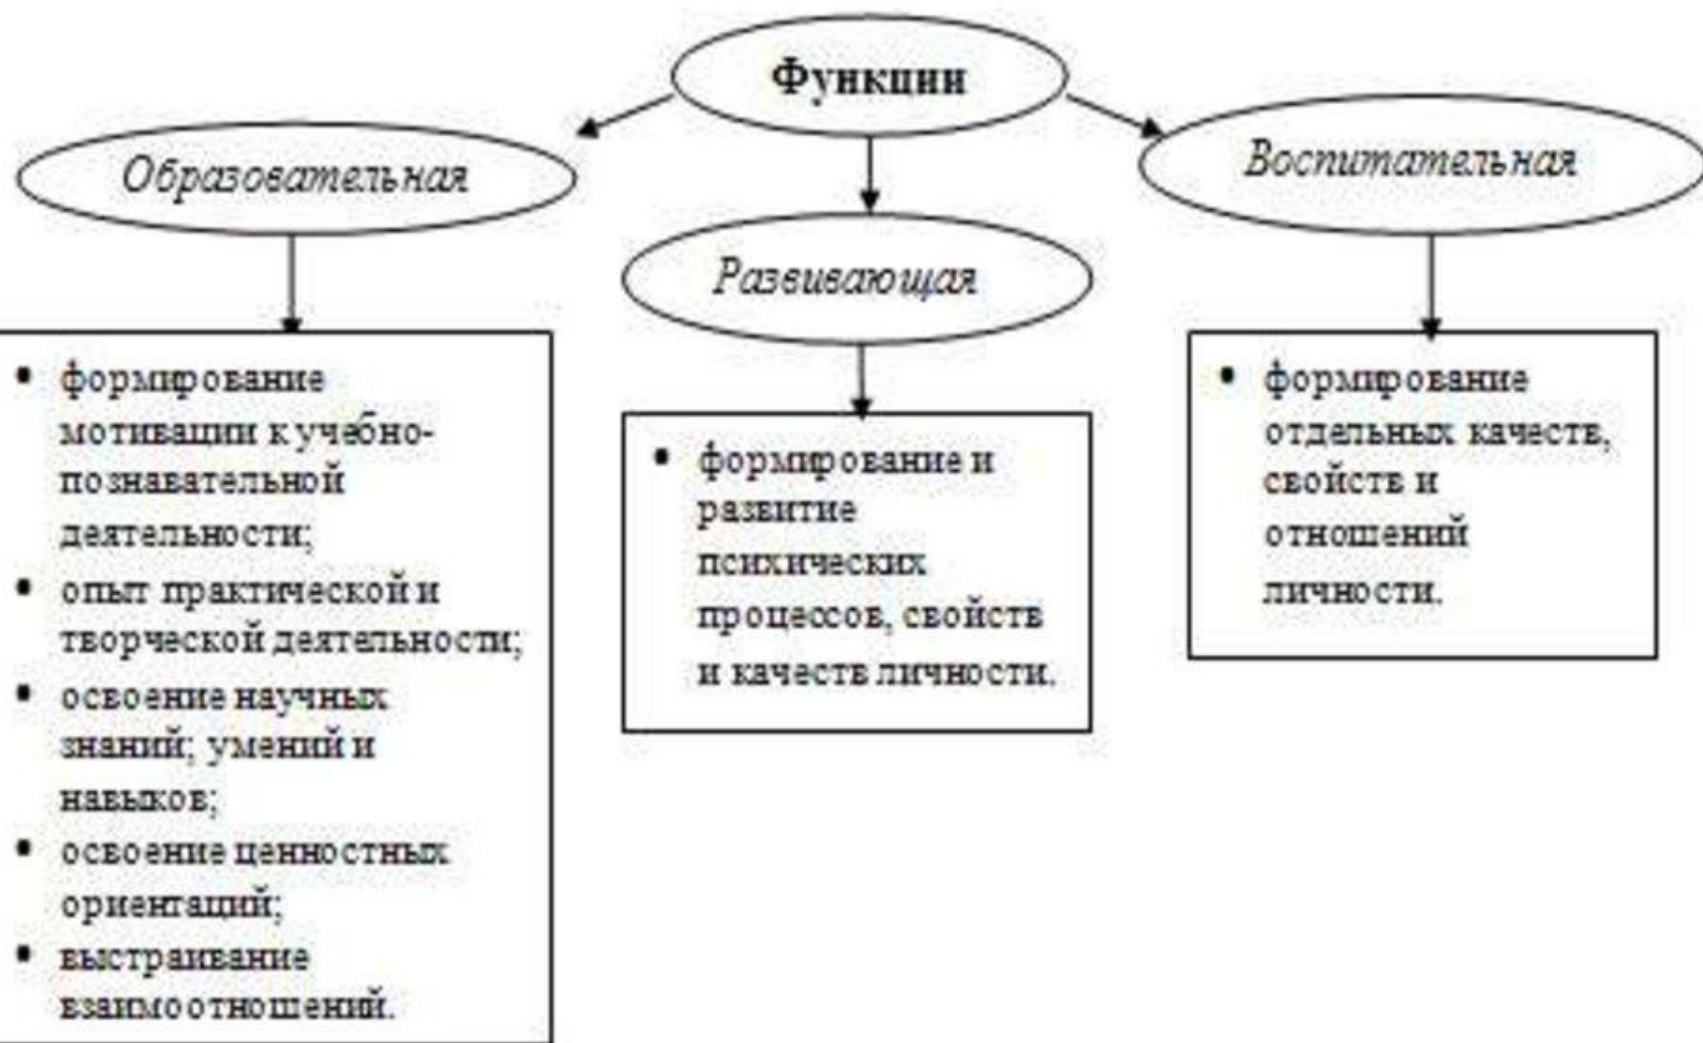 Функции
Образовательная
Развивающая
Воспитательная
• формирование
мотивации к учебно-
познавательной
деятельности;
• опыт практической и
творческой деятельности;
• освоение научных
знаний; умений и
навыков;
• освоение ценностных
ориентаций;
• выстраивание
взаимоотношений.
• формирование и
развитие
психических
процессов, свойств
и качеств личности.
• формирование
отдельных качеств,
свойств и
отношений
личности.